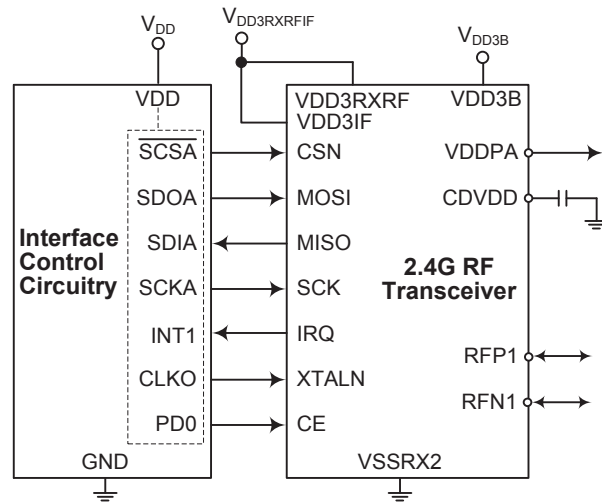 VDD
VDD3RXRFIF
VDD3B
VDD
VDD3RXRF
VDD3IF
VDD3B
SCSA
CSN
VDDPA
SDOA
MOSI
CDVDD
SDIA
MISO
Interface
Control
Circuitry
2.4G RF
Transceiver
SCKA
SCK
INT1
IRQ
RFP1
CLKO
XTALN
RFN1
PD0
CE
GND
VSSRX2